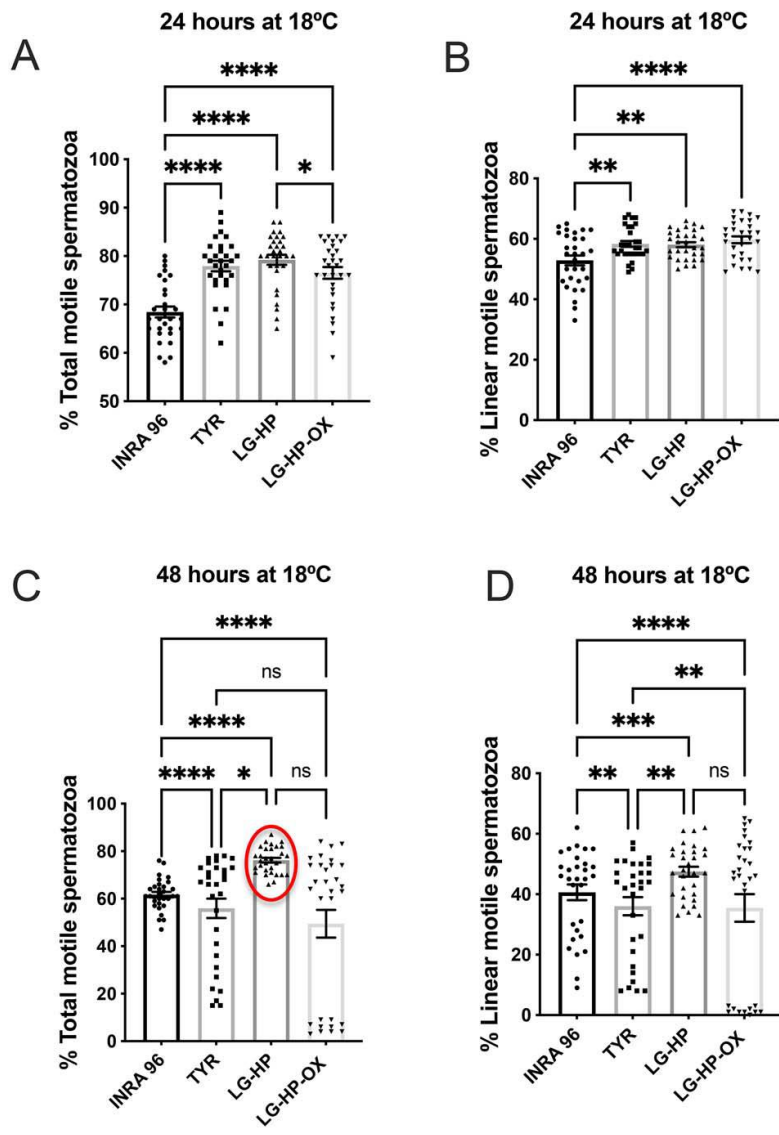 A
24 hours at 18ºC
****
****
****
*
% Total motile spermatozoa
100
90
80
70
60
50
INRA 96
TYR
LG-HP
LG-HP-OX
B
24 hours at 18ºC
****
**
**
% Linear motile spermatozoa
80
60
40
20
0
INRA 96
TYR
LG-HP
LG-HP-OX
C
48 hours at 18ºC
****
ns
****
****
*
ns
% Total motile spermatozoa
100
80
60
40
20
0
INRA 96
TYR
LG-HP
LG-HP-OX
D
48 hours at 18ºC
****
**
***
**
**
ns
% Linear motile spermatozoa
80
60
40
20
0
INRA 96
TYR
LG-HP
LG-HP-OX